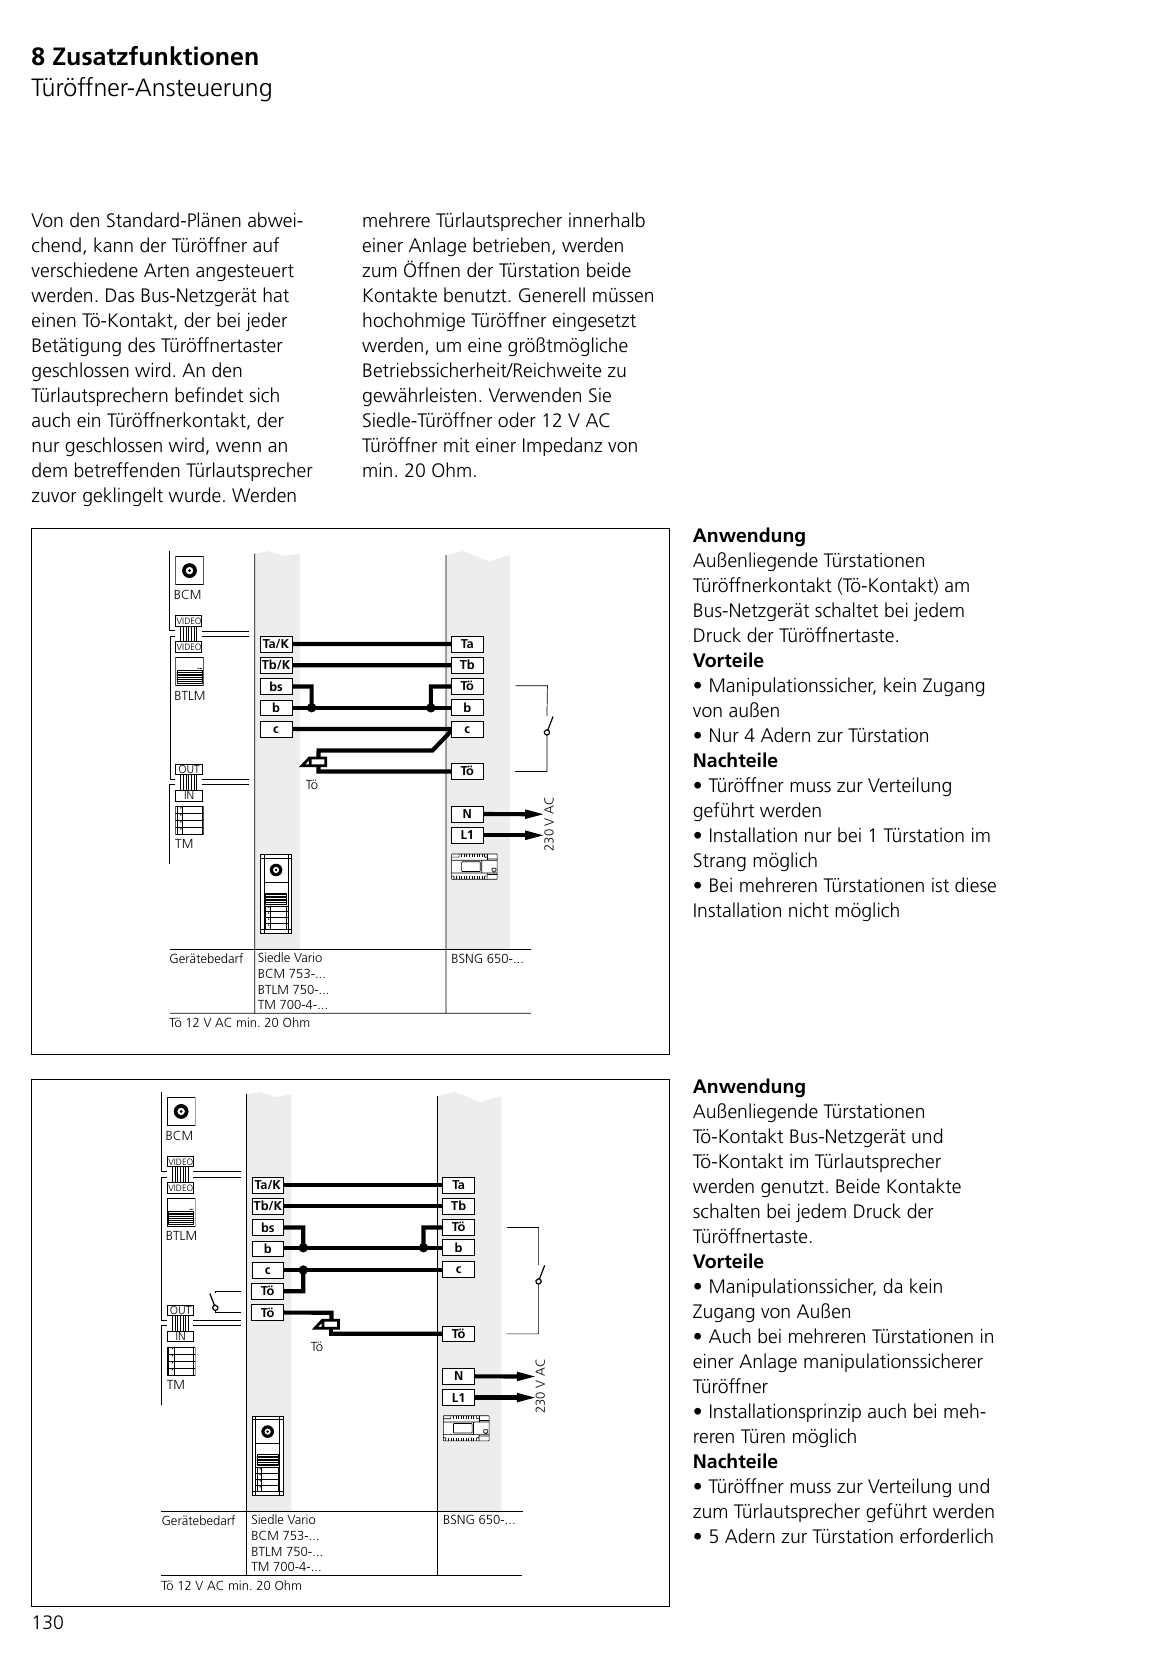 8 Zusatzfunktionen
Türöffner-Ansteuerung
Von den Standard-Plänen abwei-
chend, kann der Türöffner auf
verschiedene Arten angesteuert
werden. Das Bus-Netzgerät hat
einen Tö-Kontakt, der bei jeder
Betätigung des Türöffnertaster
geschlossen wird. An den
Türlautsprechern befindet sich
auch ein Türöffnerkontakt, der
nur geschlossen wird, wenn an
dem betreffenden Türlautsprecher
zuvor geklingelt wurde. Werden
mehrere Türlautsprecher innerhalb
einer Anlage betrieben, werden
zum Öffnen der Türstation beide
Kontakte benutzt. Generell müssen
hochohmige Türöffner eingesetzt
werden, um eine größtmögliche
Betriebssicherheit/Reichweite zu
gewährleisten. Verwenden Sie
Siedle-Türöffner oder 12 V AC
Türöffner mit einer Impedanz von
min. 20 Ohm.
BCM
VIDEO
VIDEO
BTLM
OUT
IN
TM
Ta/K
Tb/K
bs
b
c
Tö
Ta
Tb
Tö
b
c
Tö
N
L1
230 V AC
Gerätebedarf
Siedle Vario
BCM 753-...
BTLM 750-...
TM 700-4-...
BSNG 650-...
Tö 12 V AC min. 20 Ohm
Anwendung
Außenliegende Türstationen
Türöffnerkontakt (Tö-Kontakt) am
Bus-Netzgerät schaltet bei jedem
Druck der Türöffnertaste.
Vorteile
• Manipulationssicher, kein Zugang
von außen
• Nur 4 Adern zur Türstation
Nachteile
• Türöffner muss zur Verteilung
geführt werden
• Installation nur bei 1 Türstation im
Strang möglich
• Bei mehreren Türstationen ist diese
Installation nicht möglich
BCM
VIDEO
VIDEO
BTLM
OUT
IN
TM
Ta/K
Tb/K
bs
b
c
Tö
Tö
Tö
Ta
Tb
Tö
b
c
Tö
N
L1
230 V AC
Gerätebedarf
Siedle Vario
BCM 753-...
BTLM 750-...
TM 700-4-...
BSNG 650-...
Tö 12 V AC min. 20 Ohm
Anwendung
Außenliegende Türstationen
Tö-Kontakt Bus-Netzgerät und
Tö-Kontakt im Türlautsprecher
werden genutzt. Beide Kontakte
schalten bei jedem Druck der
Türöffnertaste.
Vorteile
• Manipulationssicher, da kein
Zugang von Außen
• Auch bei mehreren Türstationen in
einer Anlage manipulationssicherer
Türöffner
• Installationsprinzip auch bei meh-
reren Türen möglich
Nachteile
• Türöffner muss zur Verteilung und
zum Türlautsprecher geführt werden
• 5 Adern zur Türstation erforderlich
130